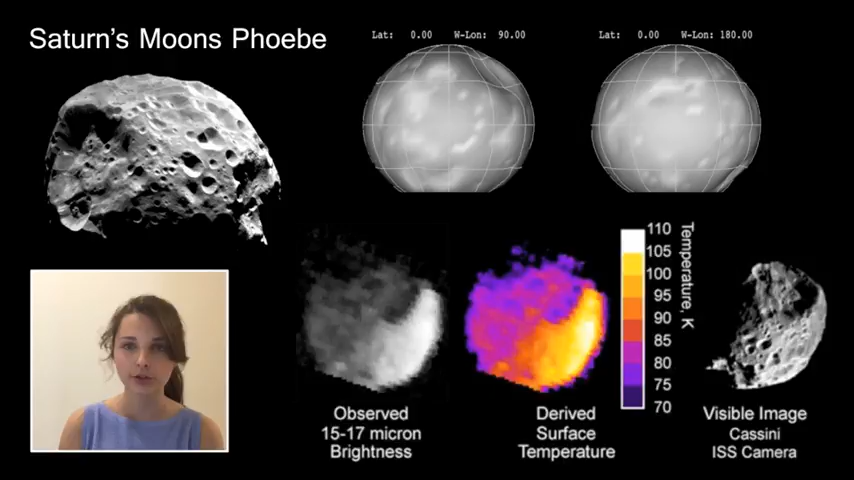 Saturn's Moons Phoebe
Lat: 0.00 W-Lon: 90.00
Lat: 0.00 W-Lon: 180.00
110
105
100
95
90
85
80
75
70
Temperature, K
Observed
15-17 micron
Brightness
Derived
Surface
Temperature
Visible Image
Cassini
ISS Camera